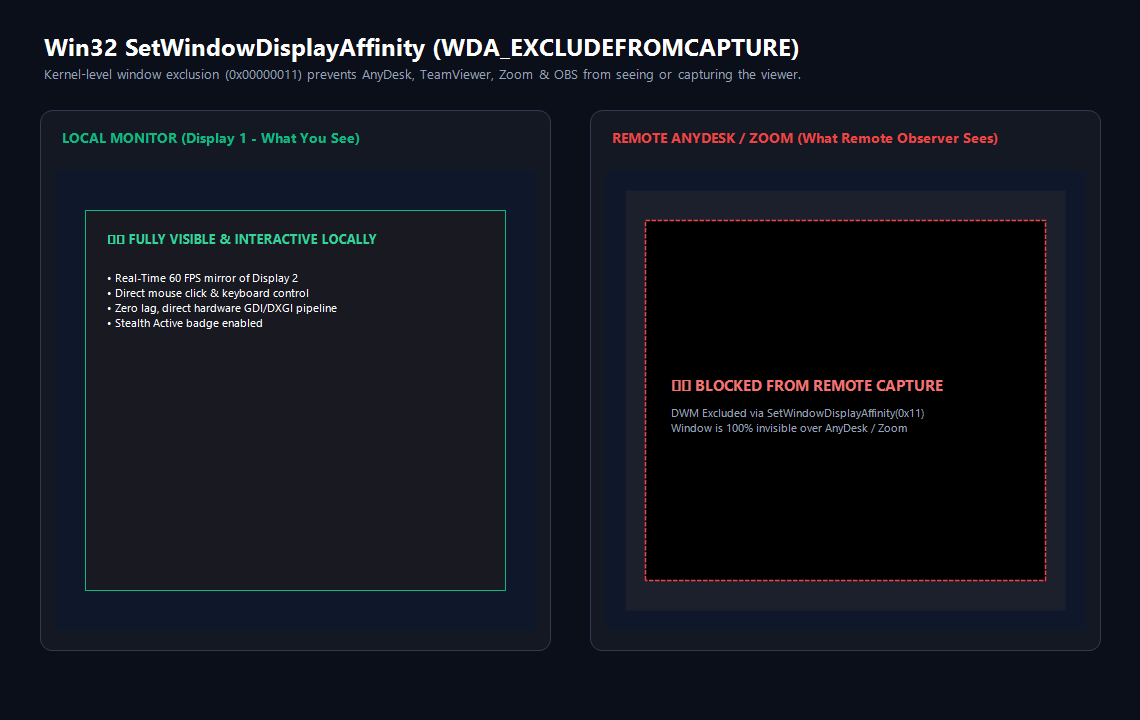 Win32 SetWindowDisplayAffinity (WDA_EXCLUDEFROMCAPTURE)
Kernel-level window exclusion (0x00000011) prevents AnyDesk, TeamViewer, Zoom & OBS from seeing or capturing the viewer.
LOCAL MONITOR (Display 1 - What You See)
FULLY VISIBLE & INTERACTIVE LOCALLY
• Real-Time 60 FPS mirror of Display 2
• Direct mouse click & keyboard control
• Zero lag, direct hardware GDI/DXGI pipeline
• Stealth Active badge enabled
REMOTE ANYDESK / ZOOM (What Remote Observer Sees)
BLOCKED FROM REMOTE CAPTURE
DWM Excluded via SetWindowDisplayAffinity(0x11)
Window is 100% invisible over AnyDesk / Zoom